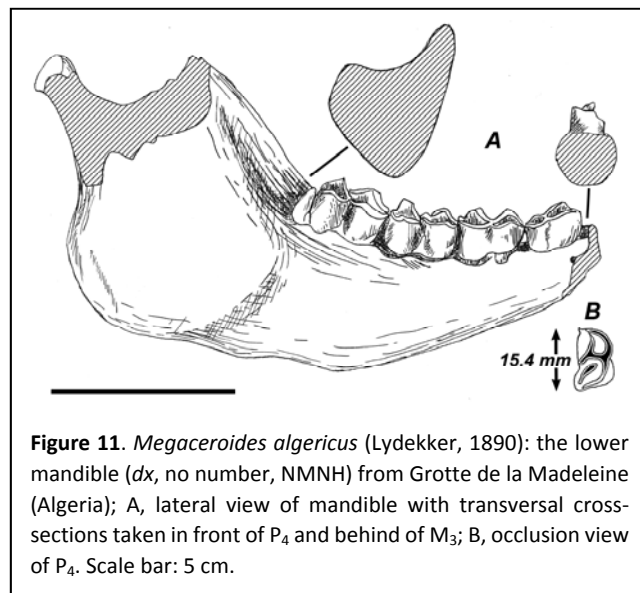 A
B
15.4 mm
Figure 11. Megaceroides algericus (Lydekker, 1890): the lower
mandible (dx, no number, NMNH) from Grotte de la Madeleine
(Algeria); A, lateral view of mandible with transversal cross-
sections taken in front of P₄ and behind of M₃; B, occlusion view
of P₄. Scale bar: 5 cm.